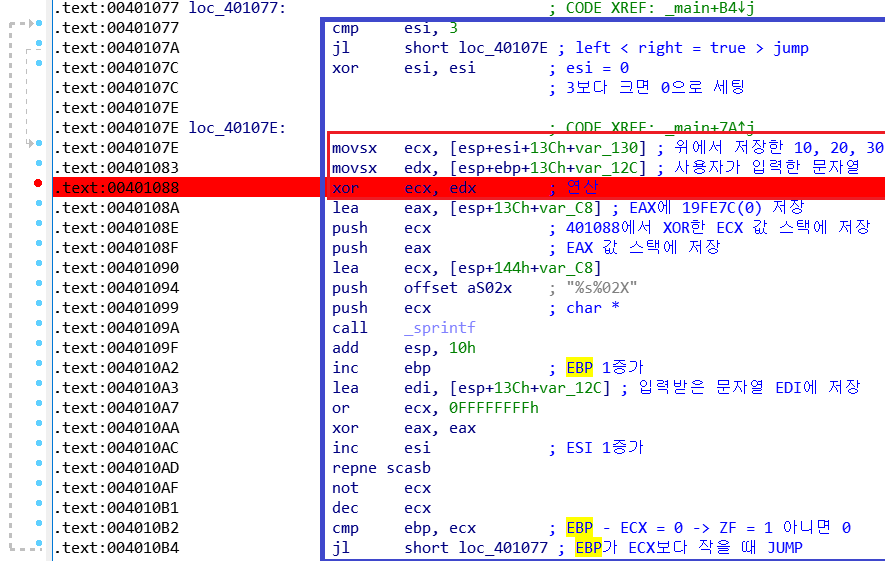 .text:00401077 loc_401077: ; CODE XREF: _main+B4↓j
.text:00401077 cmp esi, 3
.text:0040107A jl short loc_40107E ; left < right = true > jump
.text:0040107C xor esi, esi ; esi = 0
.text:0040107C ; 3보다 크면 0으로 세팅
.text:0040107E
.text:0040107E loc_40107E: ; CODE XREF: _main+7A↑j
.text:0040107E movsx ecx, [esp+esi+13Ch+var_130] ; 위에서 저장한 10, 20, 30
.text:00401083 movsx edx, [esp+ebp+13Ch+var_12C] ; 사용자가 입력한 문자열
.text:00401088 xor ecx, edx ; 연산
.text:0040108A lea eax, [esp+13Ch+var_C8] ; EAX에 19FE7C(0) 저장
.text:0040108E push ecx ; 401088에서 XOR한 ECX 값 스택에 저장
.text:0040108F push eax ; EAX 값 스택에 저장
.text:00401090 lea ecx, [esp+144h+var_C8]
.text:00401094 push offset aS02x ; "%s%02X"
.text:00401099 push ecx ; char *
.text:0040109A call _sprintf
.text:0040109F add esp, 10h
.text:004010A2 inc ebp ; EBP 1증가
.text:004010A3 lea edi, [esp+13Ch+var_12C] ; 입력받은 문자열 EDI에 저장
.text:004010A7 or ecx, 0FFFFFFFFh
.text:004010AA xor eax, eax
.text:004010AC inc esi ; ESI 1증가
.text:004010AD repne scasb
.text:004010AF not ecx
.text:004010B1 dec ecx
.text:004010B2 cmp ebp, ecx ; EBP - ECX = 0 -> ZF = 1 아니면 0
.text:004010B4 jl short loc_401077 ; EBP가 ECX보다 작을 때 JUMP